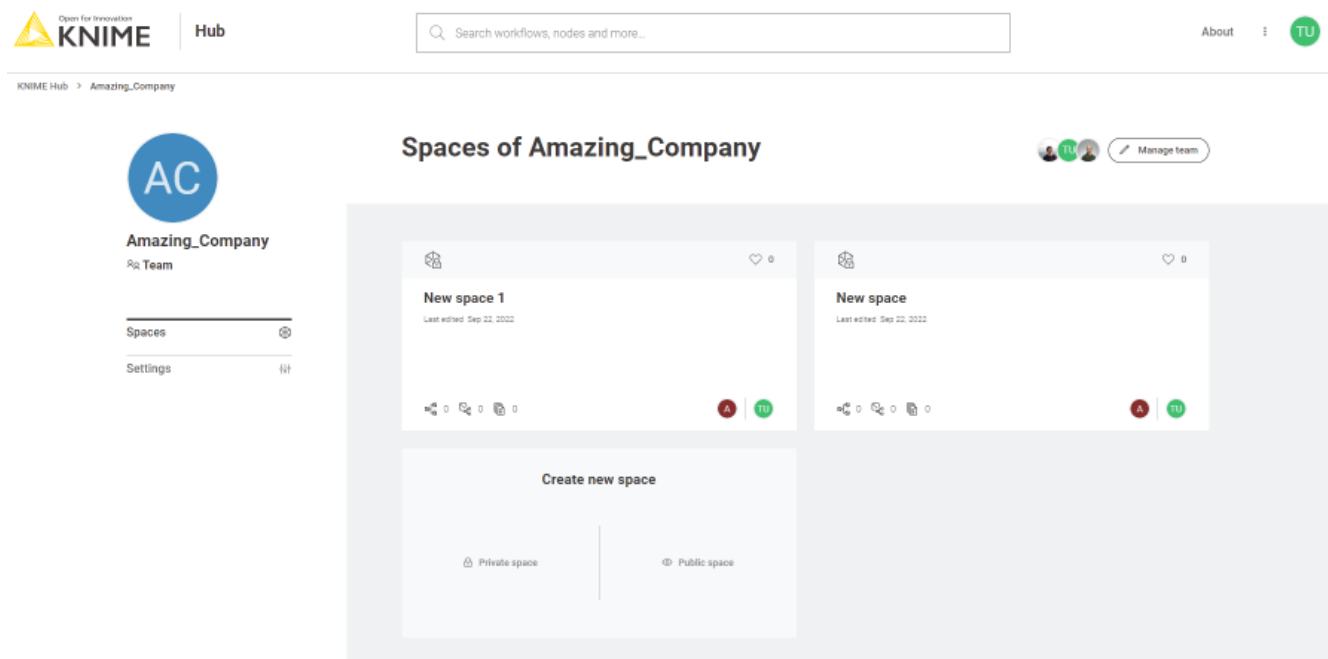 Open for Innovation
KNIME
Hub
Search workflows, nodes and more...
About
TU
KNIME Hub > Amazing_Company
AC
Amazing_Company
Team
Spaces
Settings
Spaces of Amazing_Company
TU
Manage team
0
New space 1
Last edited Sep 22, 2022
0 0 0
A TU
0
New space
Last edited Sep 22, 2022
0 0 0
A TU
Create new space
Private space
Public space